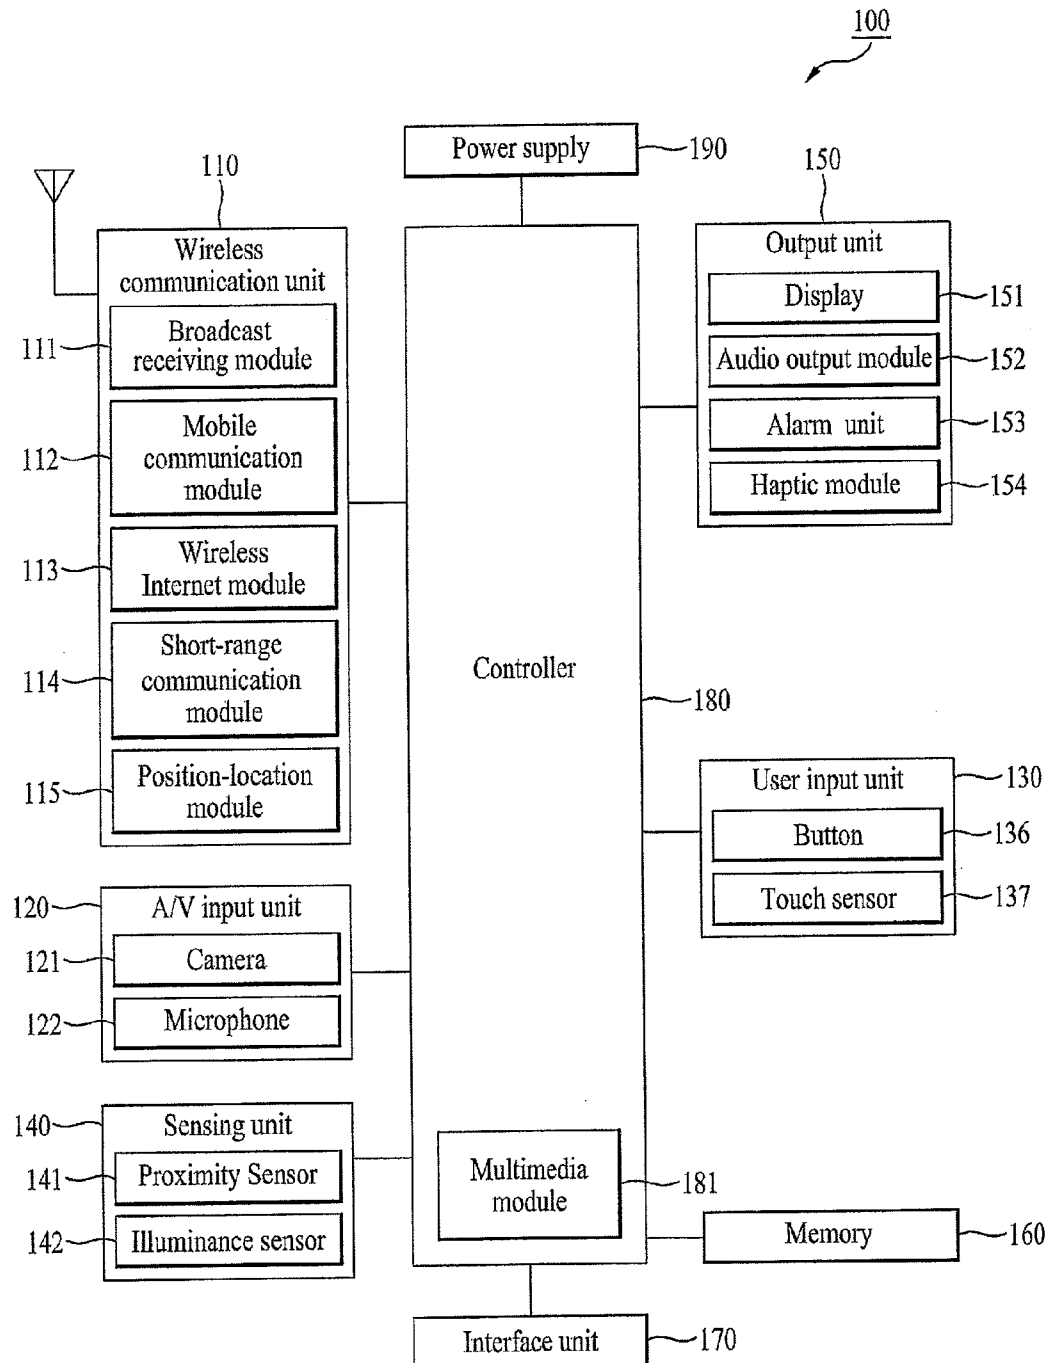 100
Power supply
190
110
Wireless
communication unit
111
Broadcast
receiving module
112
Mobile
communication
module
113
Wireless
Internet module
114
Short-range
communication
module
115
Position-location
module
120
A/V input unit
121
Camera
122
Microphone
140
Sensing unit
141
Proximity Sensor
142
Illuminance sensor
Controller
180
Multimedia
module
181
150
Output unit
Display
151
Audio output module
152
Alarm unit
153
Haptic module
154
User input unit
130
Button
136
Touch sensor
137
Memory
160
Interface unit
170